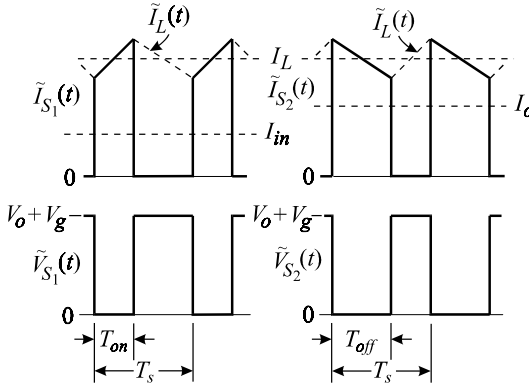 Ĩ_L(t)
I_L
Ĩ_S₁(t)
I_in
0
V_o + V_g
Ṽ_S₁(t)
0
T_on
T_s
Ĩ_L(t)
Ĩ_S₂(t)
I_o
0
V_o + V_g
Ṽ_S₂(t)
0
T_off
T_s